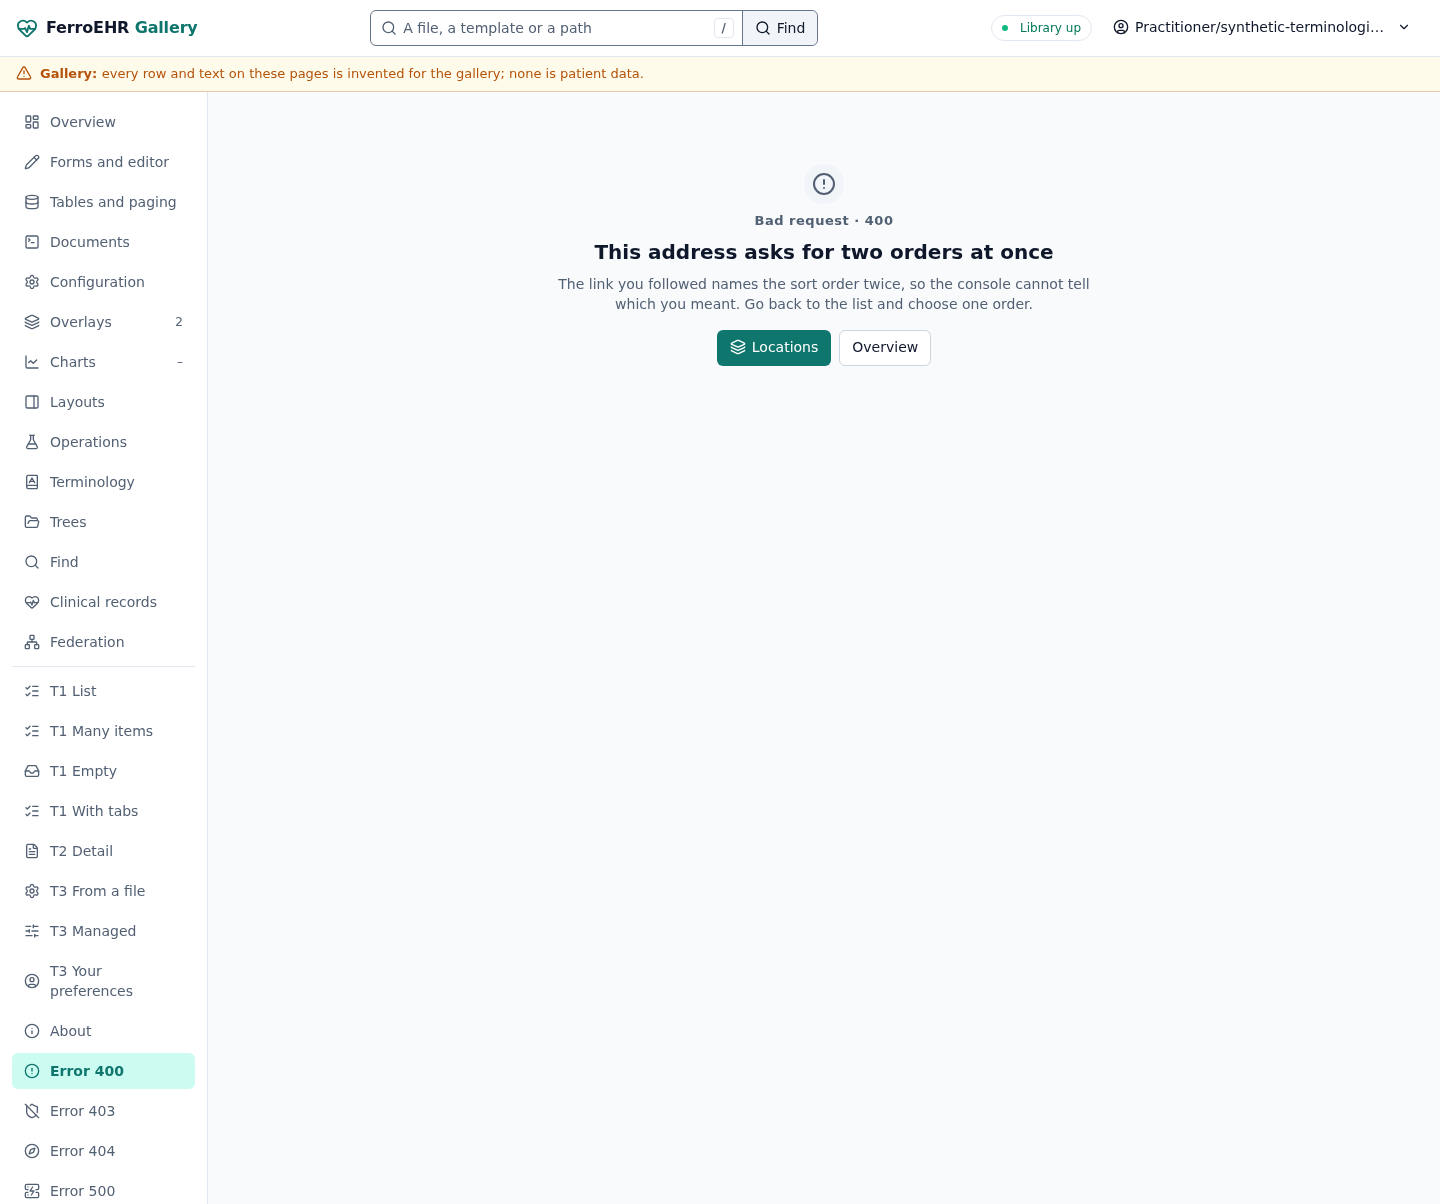 FerroEHR Gallery
A file, a template or a path
/
Find
Library up
Practitioner/synthetic-terminologi…
Gallery: every row and text on these pages is invented for the gallery; none is patient data.
Overview
Forms and editor
Tables and paging
Documents
Configuration
Overlays 2
Charts –
Layouts
Operations
Terminology
Trees
Find
Clinical records
Federation
T1 List
T1 Many items
T1 Empty
T1 With tabs
T2 Detail
T3 From a file
T3 Managed
T3 Your
preferences
About
Error 400
Error 403
Error 404
Error 500
Bad request · 400
This address asks for two orders at once
The link you followed names the sort order twice, so the console cannot tell
which you meant. Go back to the list and choose one order.
Locations
Overview